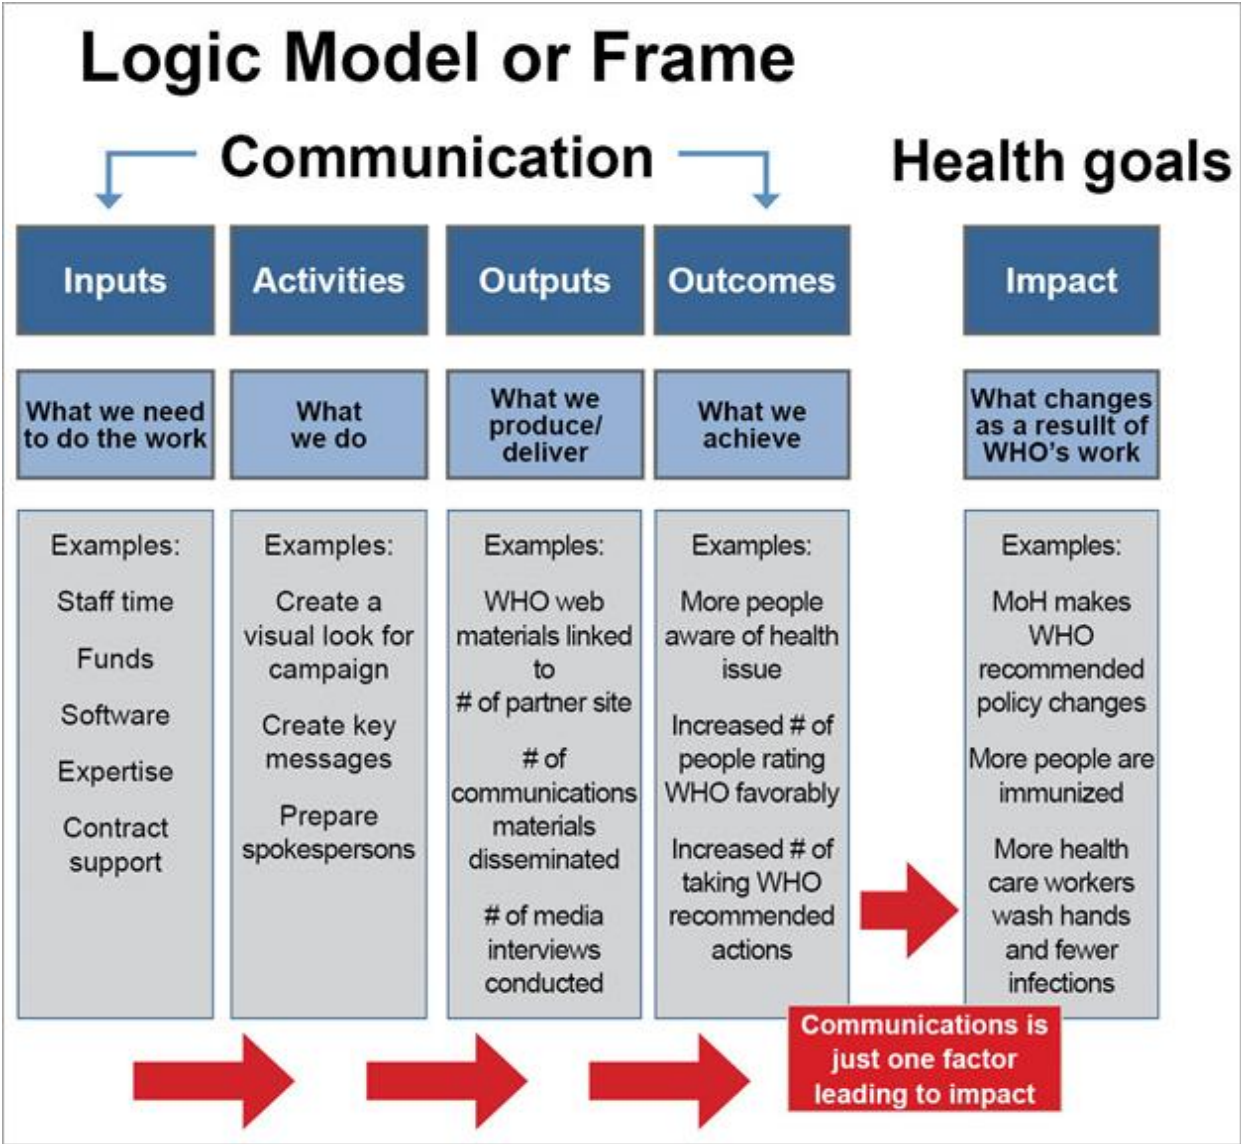 Logic Model or Frame
Communication
Health goals
Inputs
Activities
Outputs
Outcomes
Impact
What we need
to do the work
What
we do
What we
produce/
deliver
What we
achieve
What changes
as a resullt of
WHO's work
Examples:
Staff time
Funds
Software
Expertise
Contract
support
Examples:
Create a
visual look for
campaign
Create key
messages
Prepare
spokespersons
Examples:
WHO web
materials linked
to
# of partner site
# of
communications
materials
disseminated
# of media
interviews
conducted
Examples:
More people
aware of health
issue
Increased # of
people rating
WHO favorably
Increased # of
taking WHO
recommended
actions
Examples:
MoH makes
WHO
recommended
policy changes
More people are
immunized
More health
care workers
wash hands
and fewer
infections
Communications is
just one factor
leading to impact